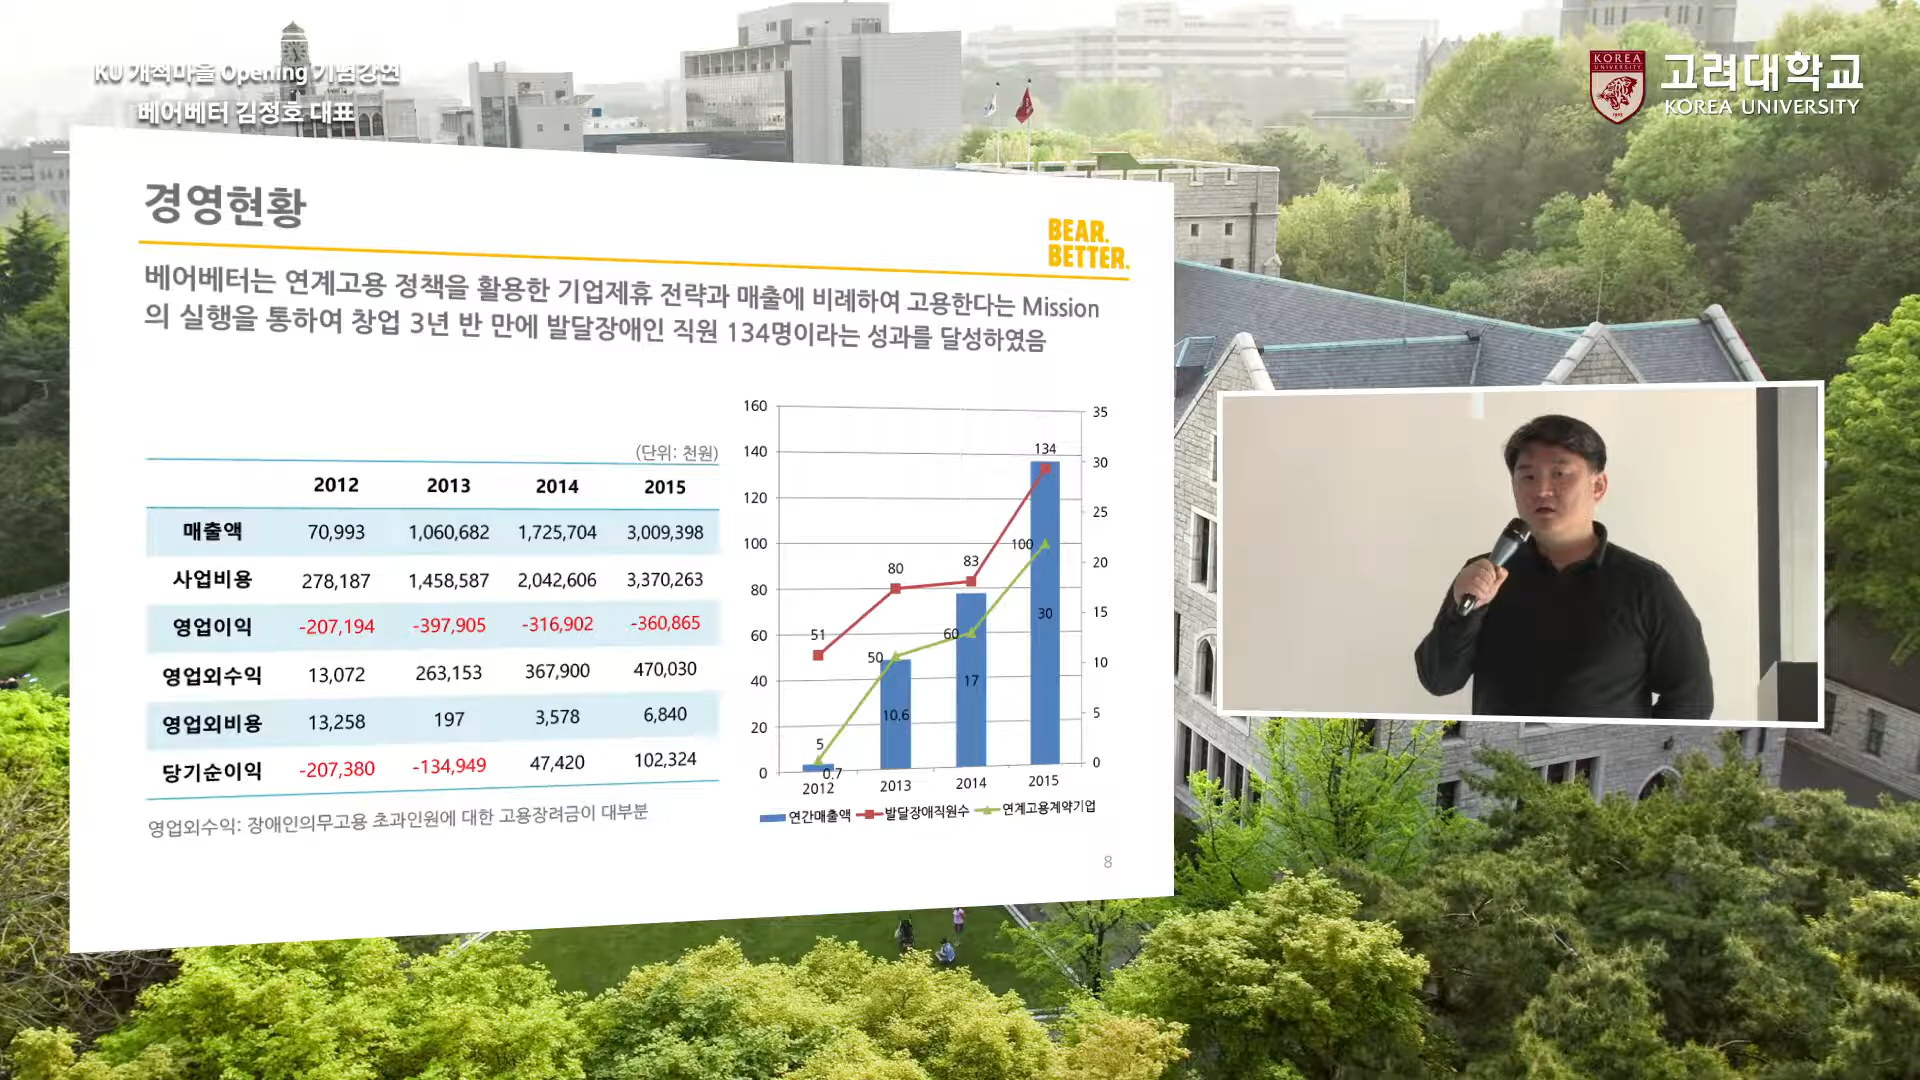 KU 개척마을 Opening 기념강연
베어베터 김정호 대표
KOREA
UNIVERSITY
1905
고려대학교
KOREA UNIVERSITY
경영현황
BEAR.
BETTER.
베어베터는 연계고용 정책을 활용한 기업제휴 전략과 매출에 비례하여 고용한다는 Mission
의 실행을 통하여 창업 3년 반 만에 발달장애인 직원 134명이라는 성과를 달성하였음
(단위: 천원)
2012 2013 2014 2015
매출액 70,993 1,060,682 1,725,704 3,009,398
사업비용 278,187 1,458,587 2,042,606 3,370,263
영업이익 -207,194 -397,905 -316,902 -360,865
영업외수익 13,072 263,153 367,900 470,030
영업외비용 13,258 197 3,578 6,840
당기순이익 -207,380 -134,949 47,420 102,324
영업외수익: 장애인의무고용 초과인원에 대한 고용장려금이 대부분
160
140
120
100
80
60
40
20
0
35
30
25
20
15
10
5
0
51
80
83
134
5
50
60
100
0.7
10.6
17
30
2012 2013 2014 2015
연간매출액 발달장애직원수 연계고용계약기업
8